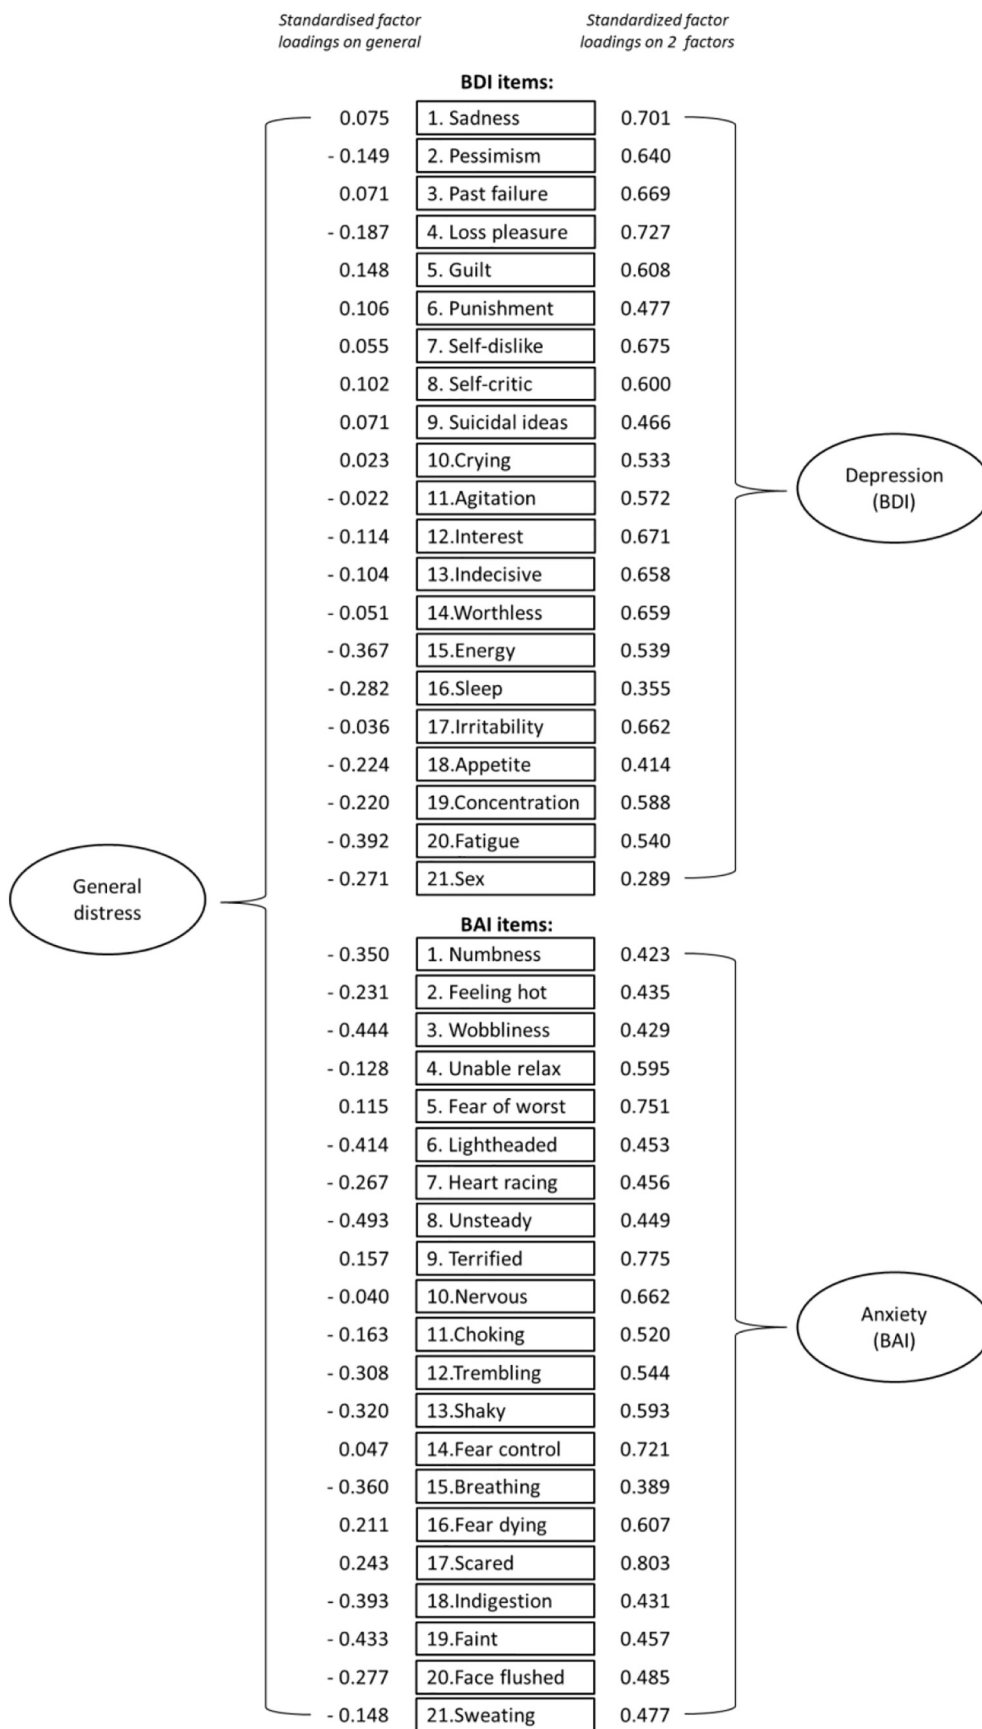 Standardised factor
loadings on general
Standardized factor
loadings on 2 factors
BDI items:
0.075 1. Sadness 0.701
- 0.149 2. Pessimism 0.640
0.071 3. Past failure 0.669
- 0.187 4. Loss pleasure 0.727
0.148 5. Guilt 0.608
0.106 6. Punishment 0.477
0.055 7. Self-dislike 0.675
0.102 8. Self-critic 0.600
0.071 9. Suicidal ideas 0.466
0.023 10.Crying 0.533
- 0.022 11.Agitation 0.572
- 0.114 12.Interest 0.671
- 0.104 13.Indecisive 0.658
- 0.051 14.Worthless 0.659
- 0.367 15.Energy 0.539
- 0.282 16.Sleep 0.355
- 0.036 17.Irritability 0.662
- 0.224 18.Appetite 0.414
- 0.220 19.Concentration 0.588
- 0.392 20.Fatigue 0.540
- 0.271 21.Sex 0.289
Depression
(BDI)
General
distress
BAI items:
- 0.350 1. Numbness 0.423
- 0.231 2. Feeling hot 0.435
- 0.444 3. Wobbliness 0.429
- 0.128 4. Unable relax 0.595
0.115 5. Fear of worst 0.751
- 0.414 6. Lightheaded 0.453
- 0.267 7. Heart racing 0.456
- 0.493 8. Unsteady 0.449
0.157 9. Terrified 0.775
- 0.040 10.Nervous 0.662
- 0.163 11.Choking 0.520
- 0.308 12.Trembling 0.544
- 0.320 13.Shaky 0.593
0.047 14.Fear control 0.721
- 0.360 15.Breathing 0.389
0.211 16.Fear dying 0.607
0.243 17.Scared 0.803
- 0.393 18.Indigestion 0.431
- 0.433 19.Faint 0.457
- 0.277 20.Face flushed 0.485
- 0.148 21.Sweating 0.477
Anxiety
(BAI)